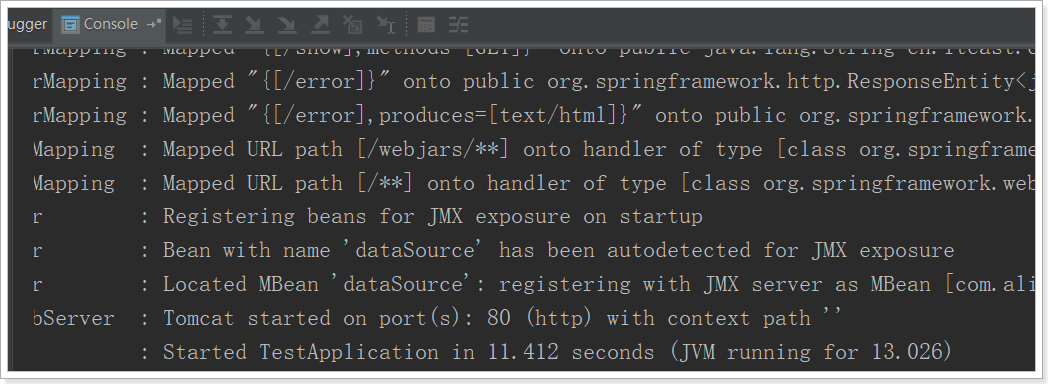 ugger Console
rMapping : Mapped "{[/show],methods=[GET]}" onto public java.lang.String cn.itcast.
rMapping : Mapped "{[/error]}" onto public org.springframework.http.ResponseEntity<j
rMapping : Mapped "{[/error],produces=[text/html]}" onto public org.springframework.
Mapping : Mapped URL path [/webjars/**] onto handler of type [class org.springframe
Mapping : Mapped URL path [/**] onto handler of type [class org.springframework.web
r : Registering beans for JMX exposure on startup
r : Bean with name 'dataSource' has been autodetected for JMX exposure
r : Located MBean 'dataSource': registering with JMX server as MBean [com.ali
bServer : Tomcat started on port(s): 80 (http) with context path ''
: Started TestApplication in 11.412 seconds (JVM running for 13.026)